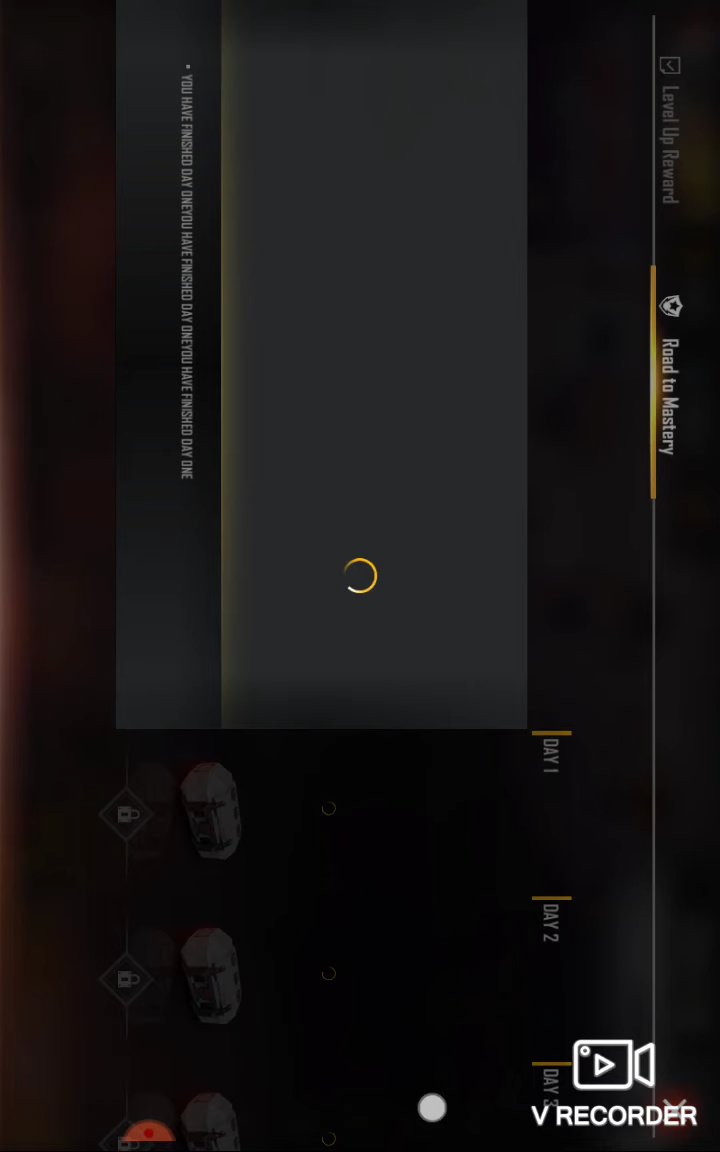 Level Up Reward
Road to Mastery
DAY 1
DAY 2
DAY 3
YOU HAVE FINISHED DAY ONEYOU HAVE FINISHED DAY ONEYOU HAVE FINISHED DAY ONE
V RECORDER